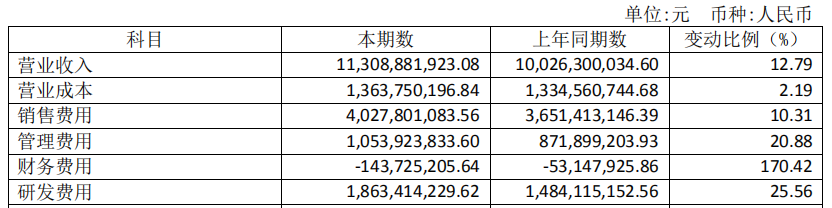 单位:元 币种:人民币
科目 本期数 上年同期数 变动比例（%）
营业收入 11,308,881,923.08 10,026,300,034.60 12.79
营业成本 1,363,750,196.84 1,334,560,744.68 2.19
销售费用 4,027,801,083.56 3,651,413,146.39 10.31
管理费用 1,053,923,833.60 871,899,203.93 20.88
财务费用 -143,725,205.64 -53,147,925.86 170.42
研发费用 1,863,414,229.62 1,484,115,152.56 25.56